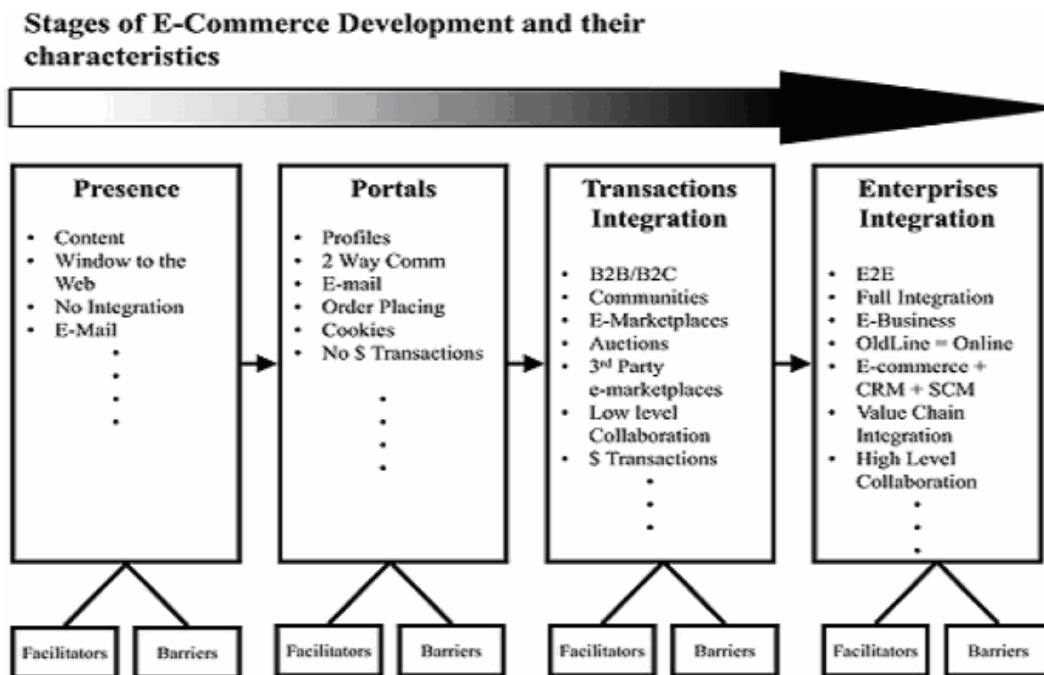 Stages of E-Commerce Development and their
characteristics
Presence
• Content
• Window to the
Web
• No Integration
• E-Mail
•
•
•
•
Portals
• Profiles
• 2 Way Comm
• E-mail
• Order Placing
• Cookies
• No $ Transactions
•
•
•
•
Transactions
Integration
• B2B/B2C
• Communities
• E-Marketplaces
• Auctions
• 3rd Party
e-marketplaces
• Low level
Collaboration
• $ Transactions
•
•
•
Enterprises
Integration
• E2E
• Full Integration
• E-Business
• OldLine = Online
• E-commerce +
CRM + SCM
• Value Chain
Integration
• High Level
Collaboration
•
•
•
Facilitators
Barriers
Facilitators
Barriers
Facilitators
Barriers
Facilitators
Barriers